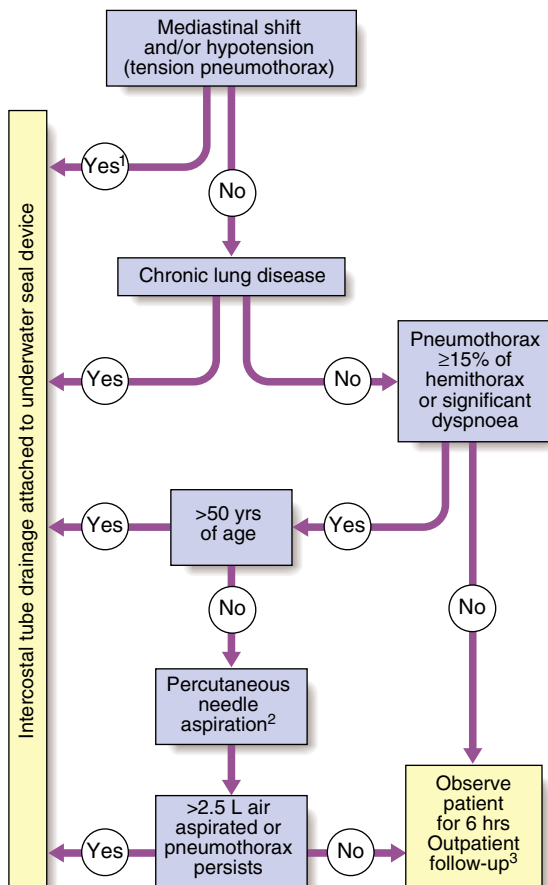 Mediastinal shift
and/or hypotension
(tension pneumothorax)
Yes¹
No
Intercostal tube drainage attached to underwater seal device
Chronic lung disease
Yes
No
Pneumothorax
≥15% of
hemithorax
or significant
dyspnoea
Yes
>50 yrs
of age
Yes
No
No
Percutaneous
needle
aspiration²
>2.5 L air
aspirated or
pneumothorax
persists
Yes
No
Observe
patient
for 6 hrs
Outpatient
follow-up³